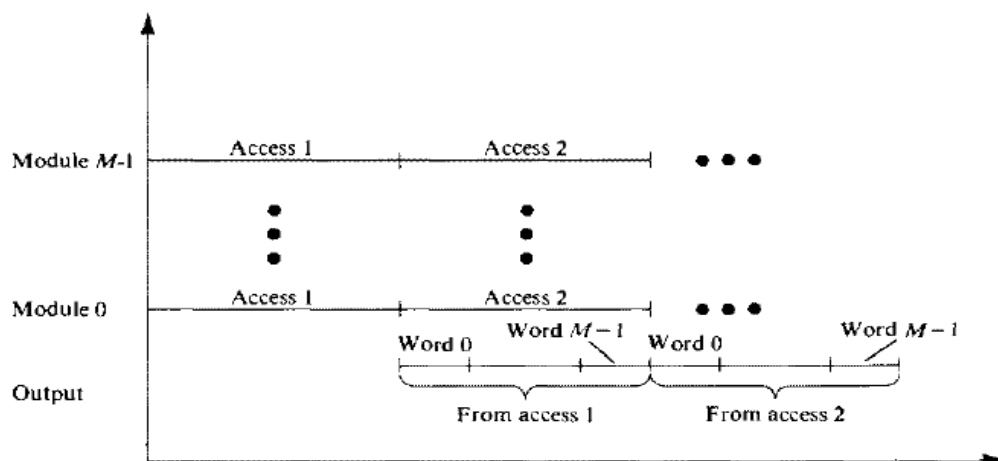 Access 1 Access 2
Module M-1
Access 1 Access 2
Module 0
Word M − 1 Word M − 1
Word 0 Word 0
Output
From access 1 From access 2